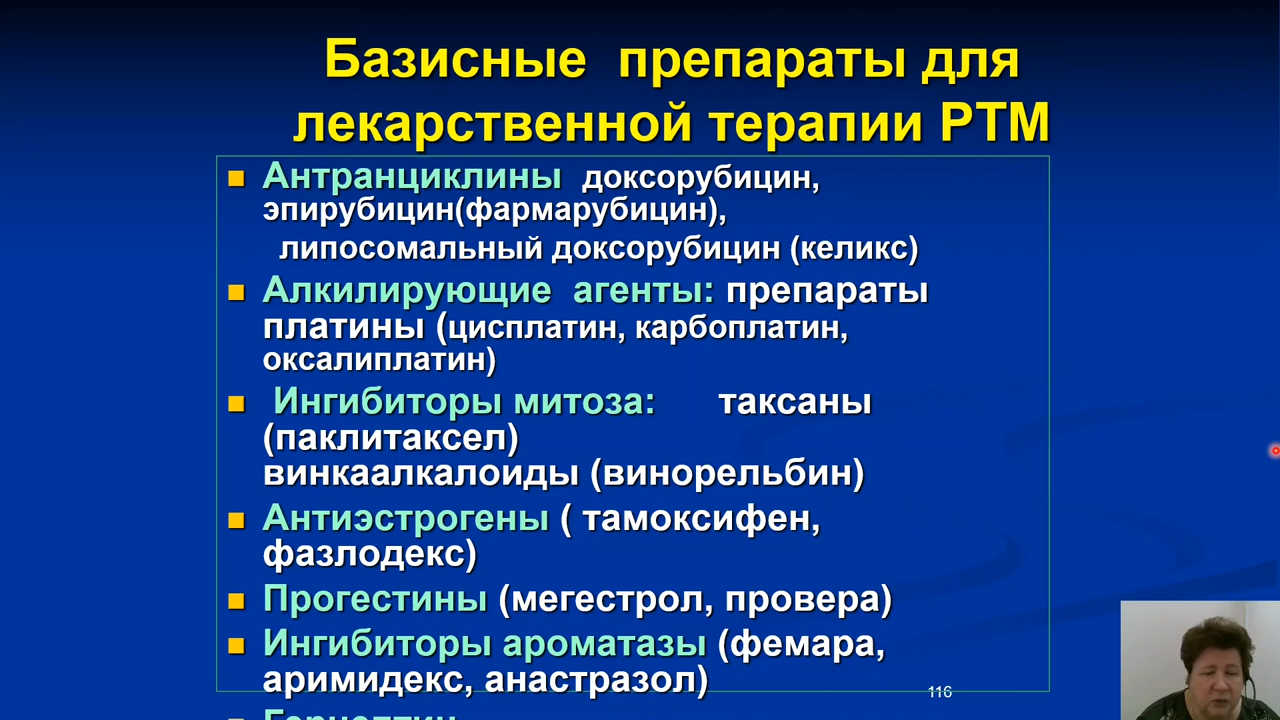 Базисные препараты для
лекарственной терапии РТМ
Антранциклины доксорубицин,
эпирубицин(фармарубицин),
липосомальный доксорубицин (келикс)
Алкилирующие агенты: препараты
платины (цисплатин, карбоплатин,
оксалиплатин)
Ингибиторы митоза: таксаны
(паклитаксел)
винкаалкалоиды (винорельбин)
Антиэстрогены ( тамоксифен,
фазлодекс)
Прогестины (мегестрол, провера)
Ингибиторы ароматазы (фемара,
аримидекс, анастразол)
116